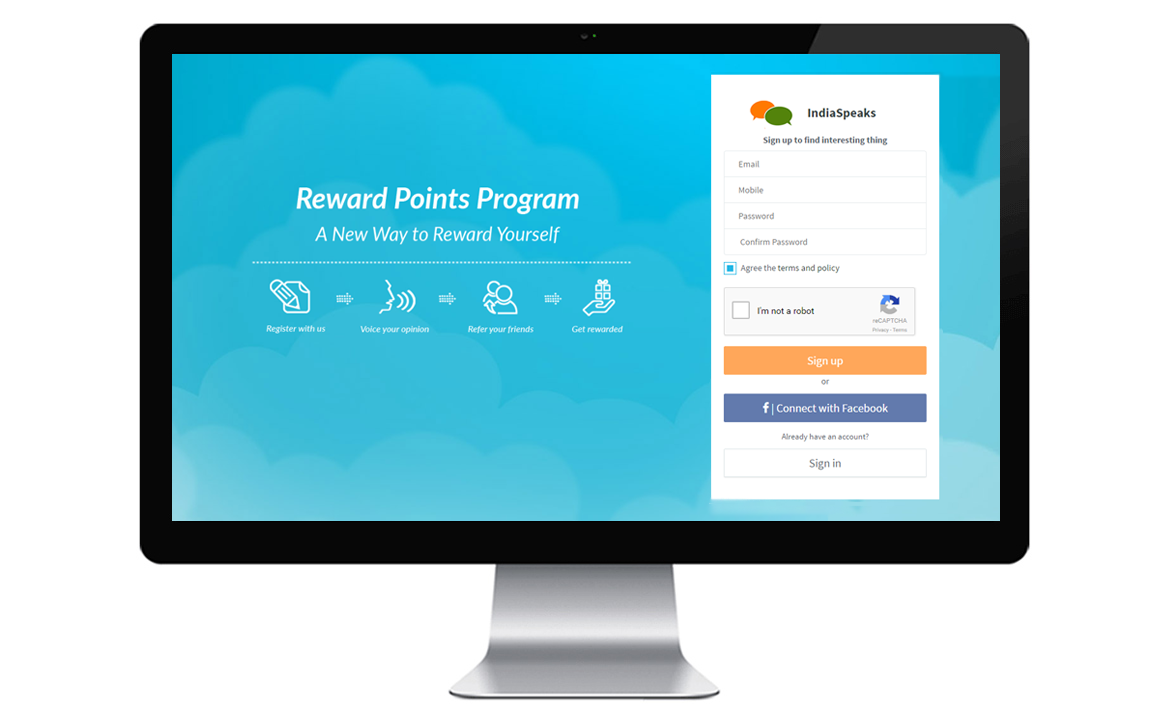 Reward Points Program
A New Way to Reward Yourself
Register with us
Voice your opinion
Refer your friends
Get rewarded
IndiaSpeaks
Sign up to find interesting thing
Email
Mobile
Password
Confirm Password
Agree the terms and policy
I'm not a robot
reCAPTCHA
Privacy - Terms
Sign up
or
f | Connect with Facebook
Already have an account?
Sign in